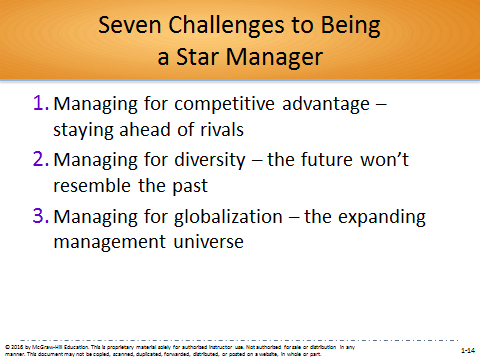 Seven Challenges to Being
a Star Manager
1. Managing for competitive advantage –
staying ahead of rivals
2. Managing for diversity – the future won't
resemble the past
3. Managing for globalization – the expanding
management universe
© 2016 by McGraw-Hill Education. This is proprietary material solely for authorized instructor use. Not authorized for sale or distribution in any
manner. This document may not be copied, scanned, duplicated, forwarded, distributed, or posted on a website, in whole or part.
1-14